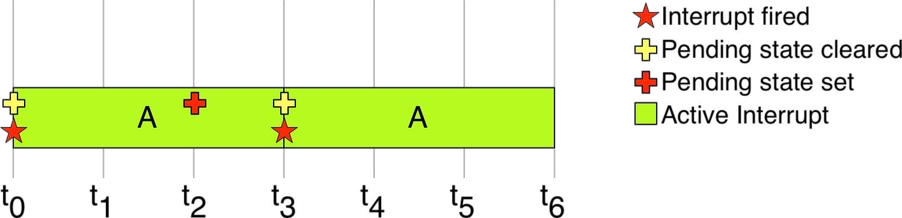 Interrupt fired
Pending state cleared
Pending state set
Active Interrupt
A A
t0 t1 t2 t3 t4 t5 t6